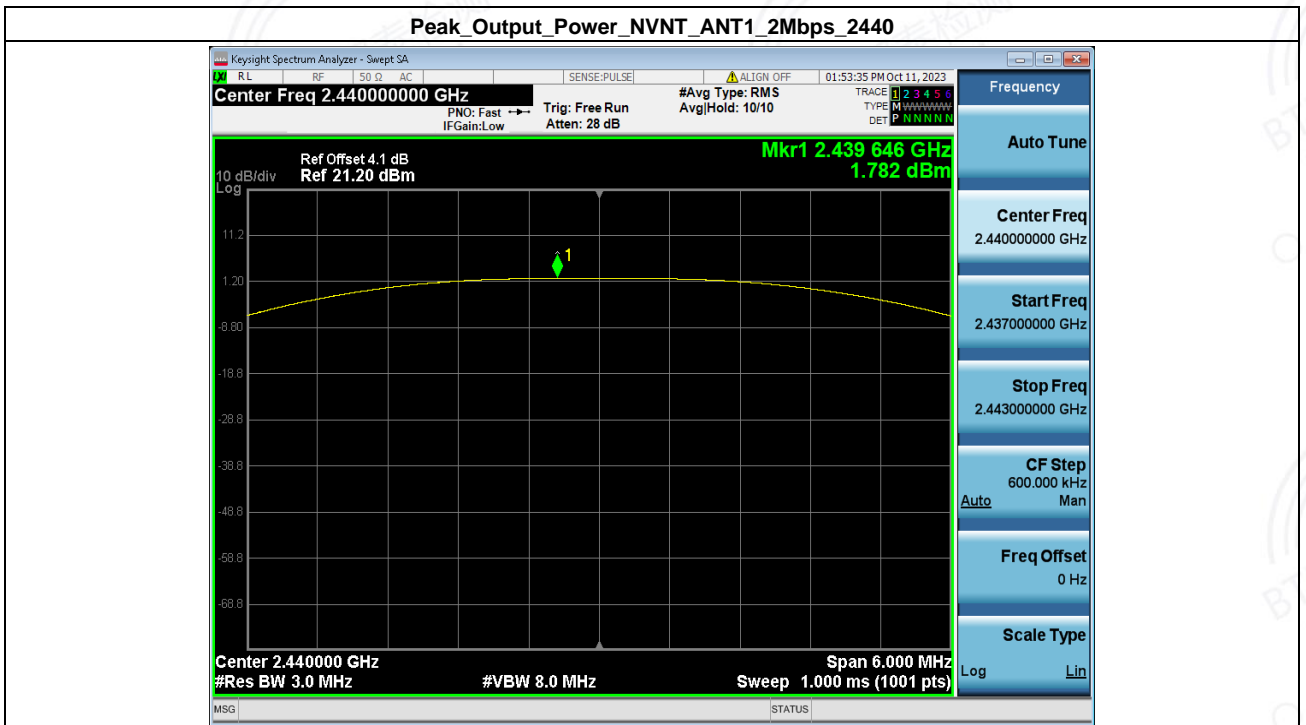 Peak_Output_Power_NVNT_ANT1_2Mbps_2440
Keysight Spectrum Analyzer - Swept SA
LXI RL RF 50 Ω AC SENSE:PULSE ALIGN OFF 01:53:35 PM Oct 11, 2023
Center Freq 2.440000000 GHz
PNO: Fast
IFGain:Low
Trig: Free Run
Atten: 28 dB
#Avg Type: RMS
Avg|Hold: 10/10
TRACE 1 2 3 4 5 6
TYPE M WWWWW
DET P N N N N N
Mkr1 2.439 646 GHz
1.782 dBm
Ref Offset 4.1 dB
10 dB/div Ref 21.20 dBm
Log
11.2
1.20
-8.80
-18.8
-28.8
-38.8
-48.8
-58.8
-68.8
1
Center 2.440000 GHz Span 6.000 MHz
#Res BW 3.0 MHz #VBW 8.0 MHz Sweep 1.000 ms (1001 pts)
MSG STATUS
Frequency
Auto Tune
Center Freq
2.440000000 GHz
Start Freq
2.437000000 GHz
Stop Freq
2.443000000 GHz
CF Step
600.000 kHz
Auto Man
Freq Offset
0 Hz
Scale Type
Log Lin